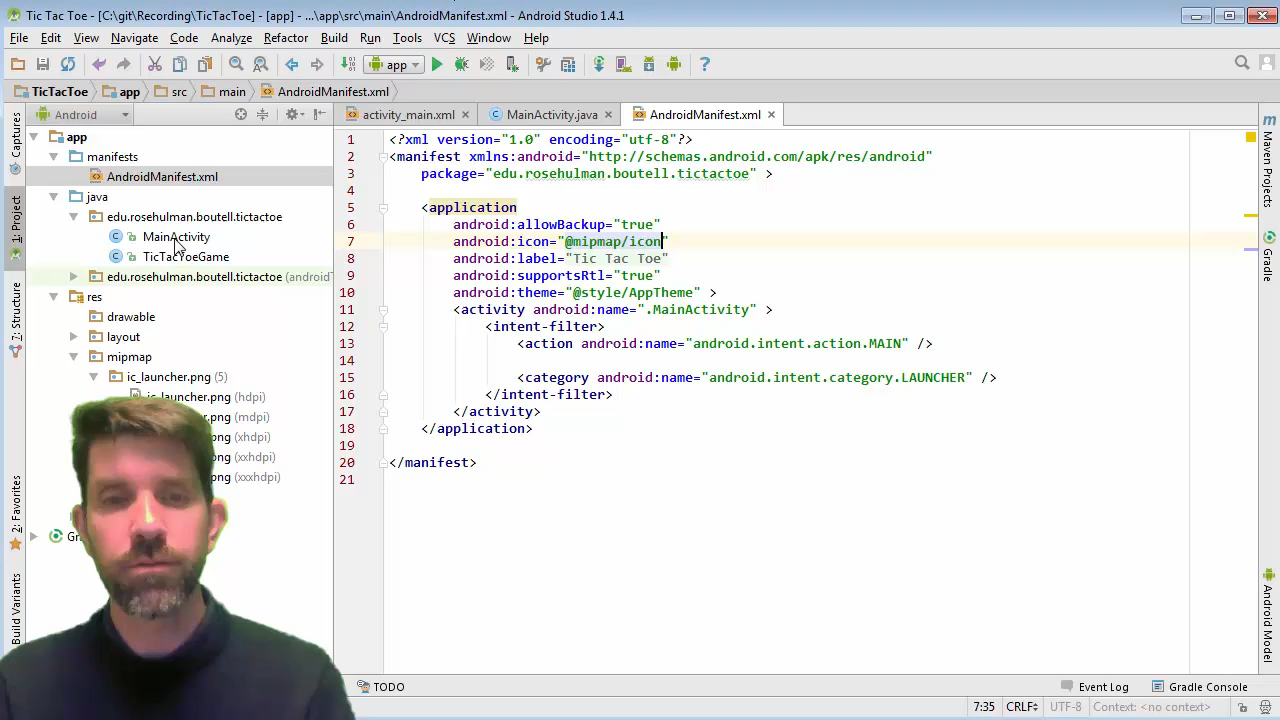 Tic Tac Toe - [C:\git\Recording\TicTacToe] - [app] - ...\app\src\main\AndroidManifest.xml - Android Studio 1.4.1
File Edit View Navigate Code Analyze Refactor Build Run Tools VCS Window Help
app
TicTacToe app src main AndroidManifest.xml
Android
activity_main.xml MainActivity.java AndroidManifest.xml
app
manifests
AndroidManifest.xml
java
edu.rosehulman.boutell.tictactoe
MainActivity
TicTacToeGame
edu.rosehulman.boutell.tictactoe (android
res
drawable
layout
mipmap
ic_launcher.png (5)
ic_launcher.png (hdpi)
.png (mdpi)
png (xhdpi)
png (xxhdpi)
png (xxxhdpi)
1 <?xml version="1.0" encoding="utf-8"?>
2 <manifest xmlns:android="http://schemas.android.com/apk/res/android"
3 package="edu.rosehulman.boutell.tictactoe" >
4
5 <application
6 android:allowBackup="true"
7 android:icon="@mipmap/icon"
8 android:label="Tic Tac Toe"
9 android:supportsRtl="true"
10 android:theme="@style/AppTheme" >
11 <activity android:name=".MainActivity" >
12 <intent-filter>
13 <action android:name="android.intent.action.MAIN" />
14
15 <category android:name="android.intent.category.LAUNCHER" />
16 </intent-filter>
17 </activity>
18 </application>
19
20 </manifest>
21
Captures
1: Project
7: Structure
2: Favorites
Build Variants
Maven Projects
Gradle
Android Model
TODO
Event Log Gradle Console
7:35 CRLF UTF-8 Context: <no context>